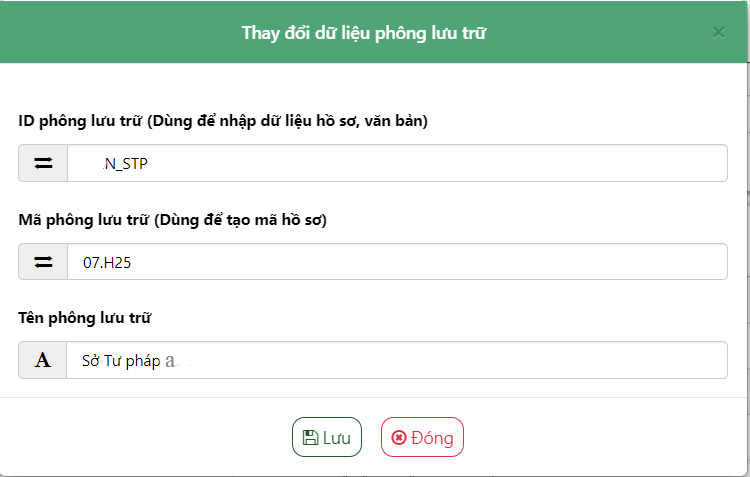 Thay đổi dữ liệu phông lưu trữ ×
ID phông lưu trữ (Dùng để nhập dữ liệu hồ sơ, văn bản)
N_STP
Mã phông lưu trữ (Dùng để tạo mã hồ sơ)
07.H25
Tên phông lưu trữ
A Sở Tư pháp a
Lưu Đóng